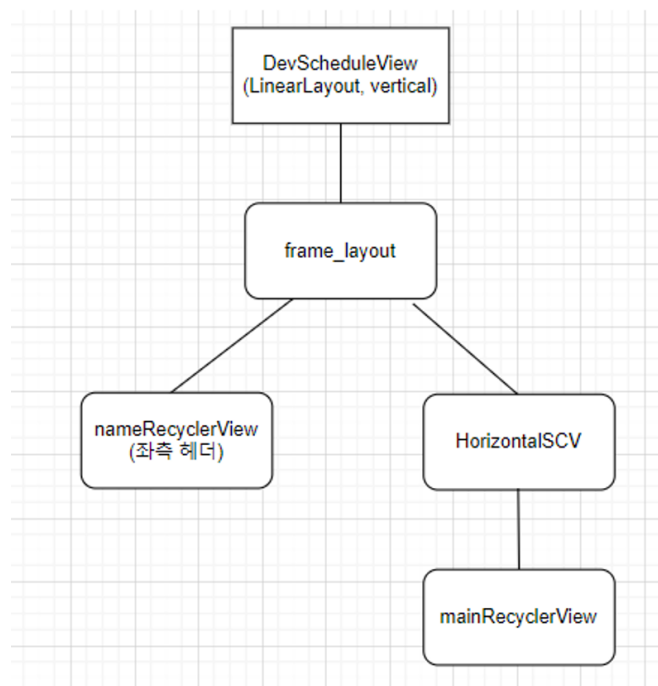 DevScheduleView
(LinearLayout, vertical)
frame_layout
nameRecyclerView
(좌측 헤더)
HorizontalSCV
mainRecyclerView